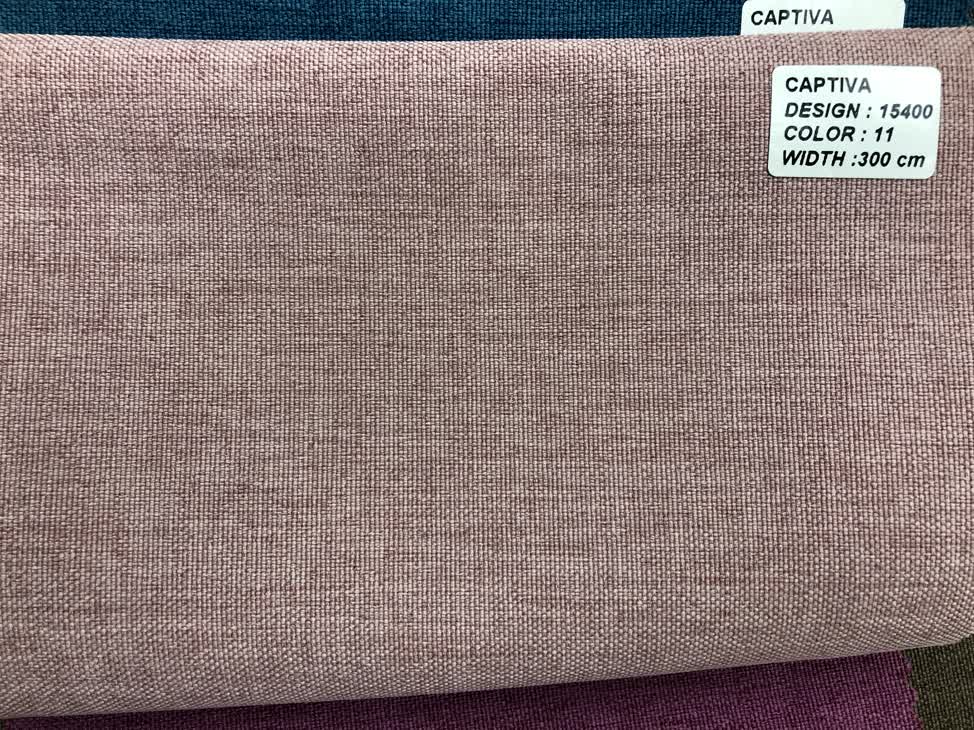 CAPTIVA
CAPTIVA
DESIGN : 15400
COLOR : 11
WIDTH :300 cm